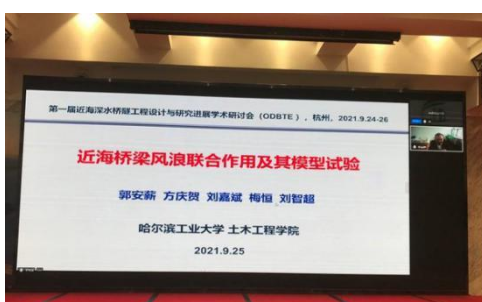 第一届近海深水桥隧工程设计与研究进展学术研讨会（ODBTE），杭州，2021.9.24-26
近海桥梁风浪联合作用及其模型试验
郭安薪 方庆贺 刘嘉斌 梅恒 刘智超
哈尔滨工业大学 土木工程学院
2021.9.25